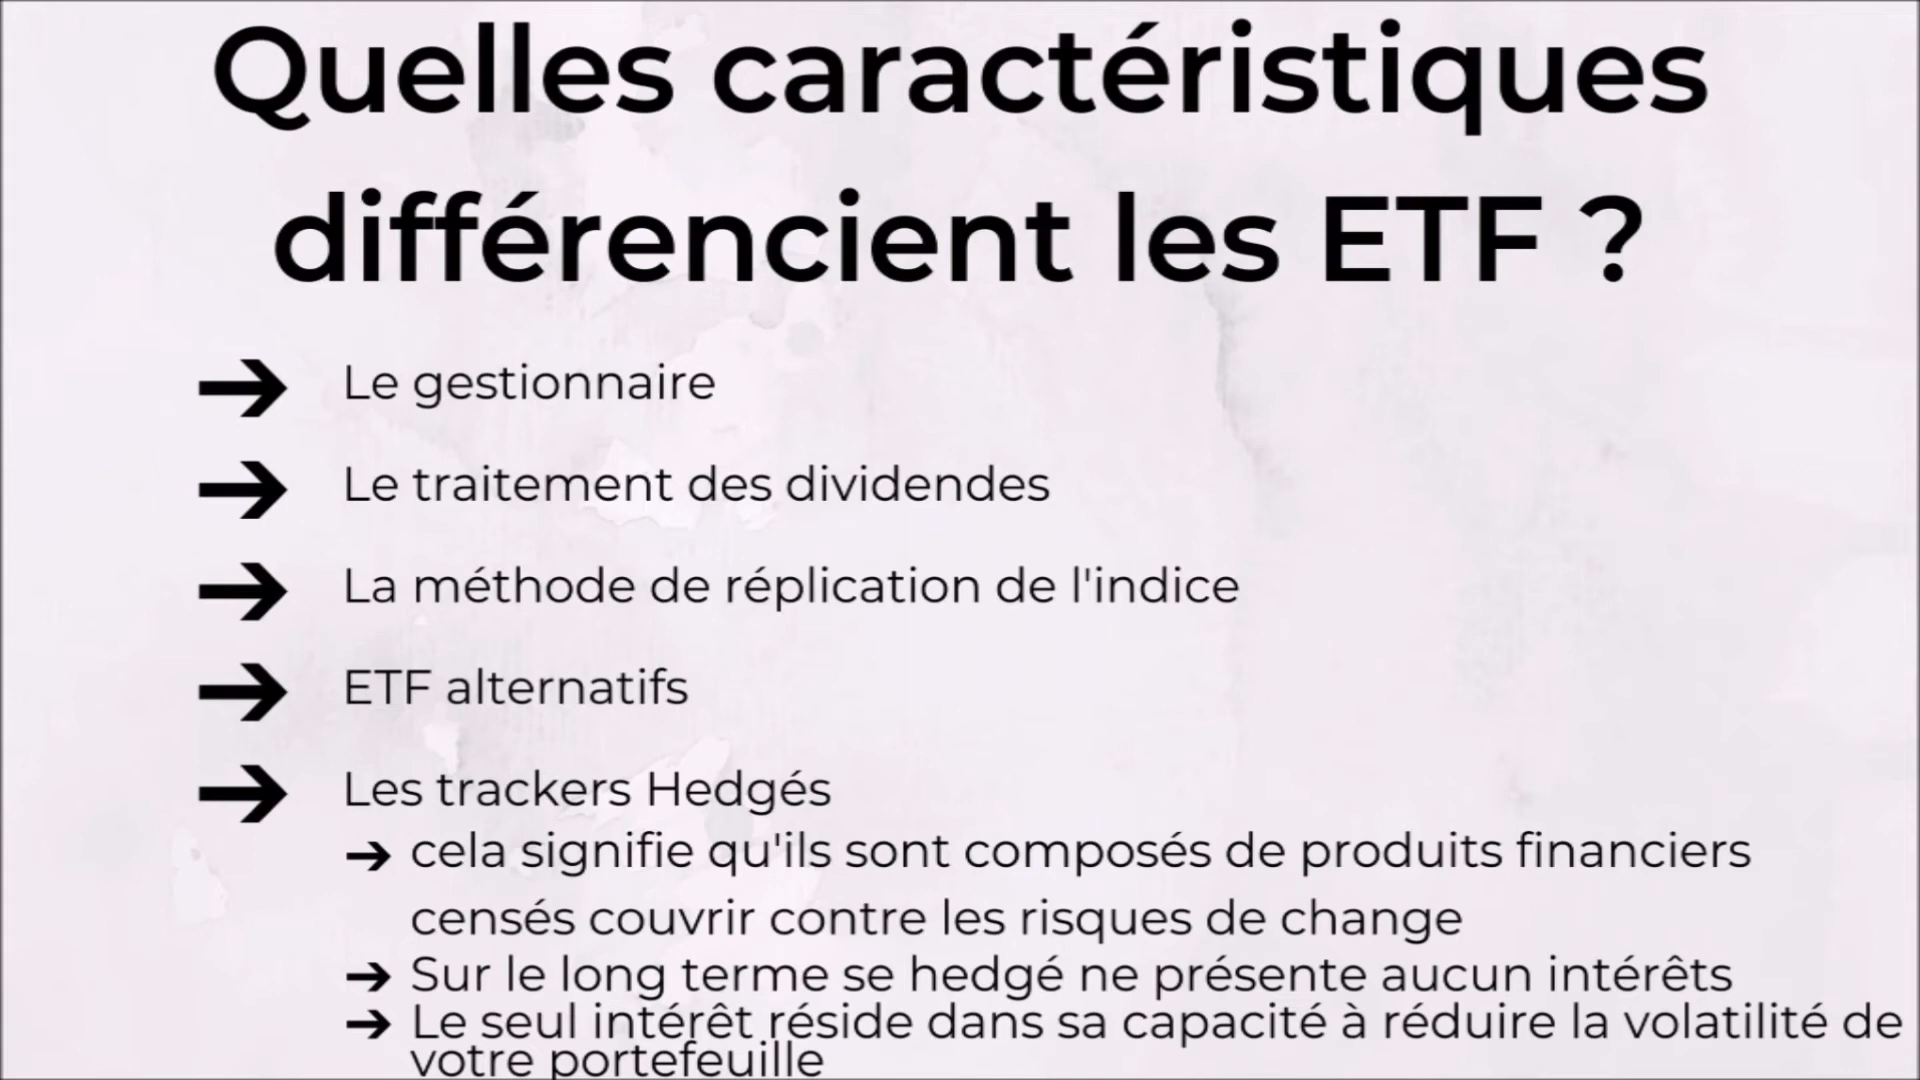 Quelles caractéristiques
différencient les ETF ?
➔ Le gestionnaire
➔ Le traitement des dividendes
➔ La méthode de réplication de l'indice
➔ ETF alternatifs
➔ Les trackers Hedgés
➔ cela signifie qu'ils sont composés de produits financiers
censés couvrir contre les risques de change
➔ Sur le long terme se hedgé ne présente aucun intérêts
➔ Le seul intérêt réside dans sa capacité à réduire la volatilité de
votre portefeuille